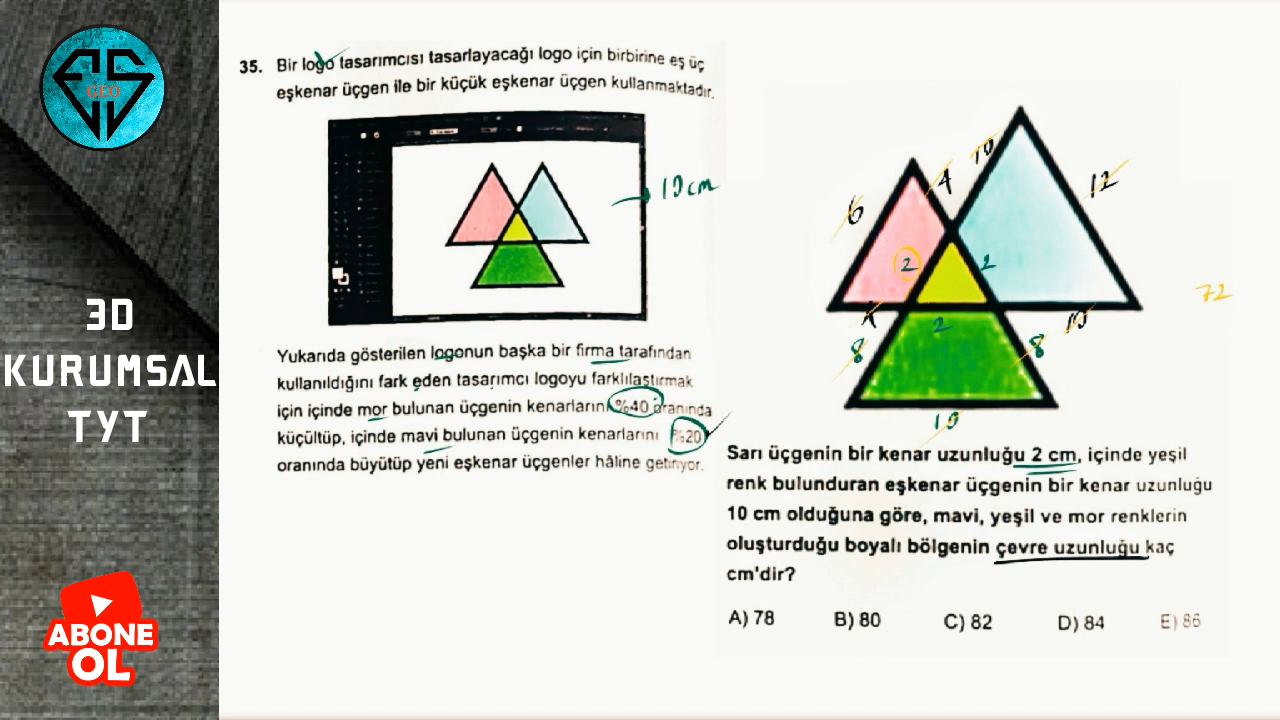 GEO
3D
KURUMSAL
TYT
ABONE
OL
35. Bir logo tasarımcısı tasarlayacağı logo için birbirine eş üç
eşkenar üçgen ile bir küçük eşkenar üçgen kullanmaktadır.
10 cm
Yukarıda gösterilen logonun başka bir firma tarafından
kullanıldığını fark eden tasarımcı logoyu farklılaştırmak
için içinde mor bulunan üçgenin kenarlarını %40 oranında
küçültüp, içinde mavi bulunan üçgenin kenarlarını %20
oranında büyütüp yeni eşkenar üçgenler hâline getiriyor.
10
4
12
6
2
2
72
2
10
8
8
10
Sarı üçgenin bir kenar uzunluğu 2 cm, içinde yeşil
renk bulunduran eşkenar üçgenin bir kenar uzunluğu
10 cm olduğuna göre, mavi, yeşil ve mor renklerin
oluşturduğu boyalı bölgenin çevre uzunluğu kaç
cm'dir?
A) 78 B) 80 C) 82 D) 84 E) 86